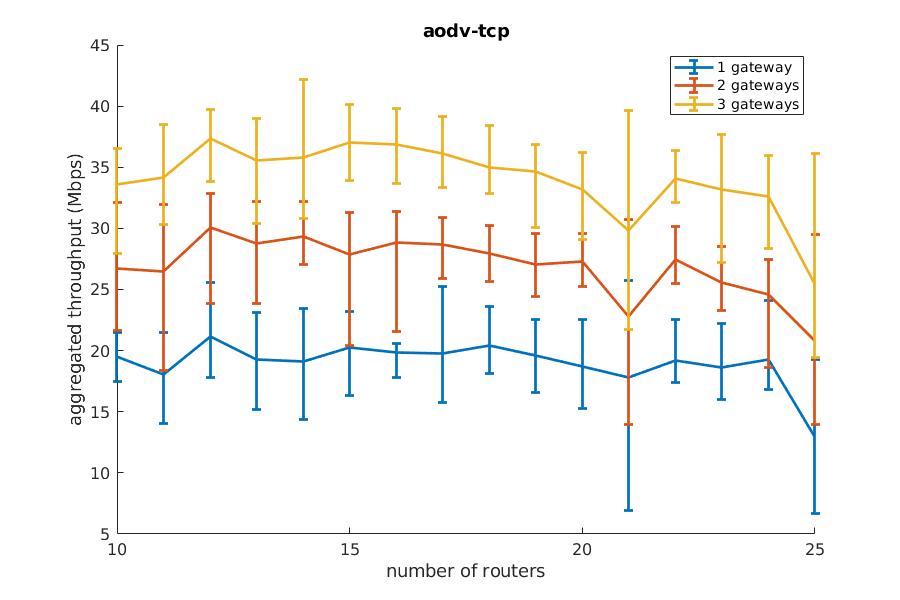 aodv-tcp
45
40
35
30
25
20
15
10
5
aggregated throughput (Mbps)
1 gateway
2 gateways
3 gateways
10 15 20 25
number of routers